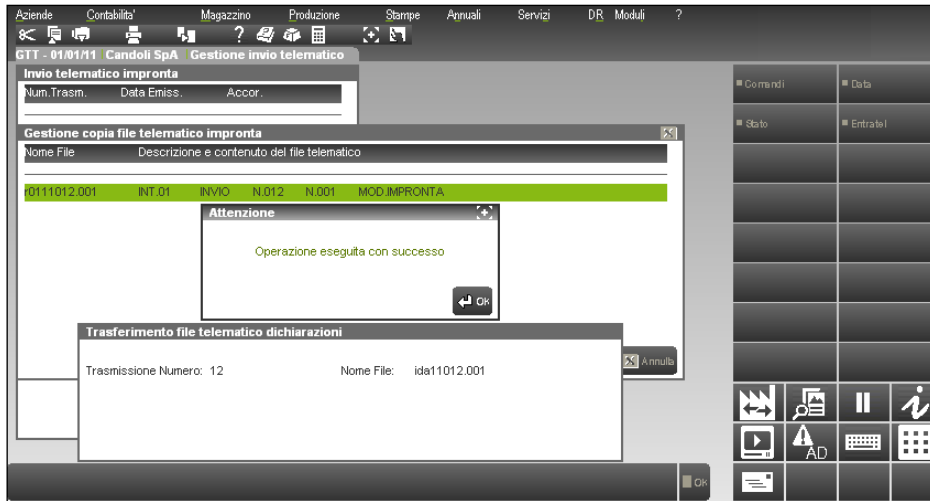 Aziende Contabilita' Magazzino Produzione Stampe Annuali Servizi DR Moduli ?
GTT - 01/01/11 Candoli SpA Gestione invio telematico
Invio telematico impronta
Num.Trasm. Data Emiss. Accor.
Comandi Data
Stato Entratel
Gestione copia file telematico impronta
Nome File Descrizione e contenuto del file telematico
r0111012.001 INT.01 INVIO N.012 N.001 MOD.IMPRONTA
Attenzione
Operazione eseguita con successo
OK
Trasferimento file telematico dichiarazioni
Annulla
Trasmissione Numero: 12 Nome File: ida11012.001
AD
OK